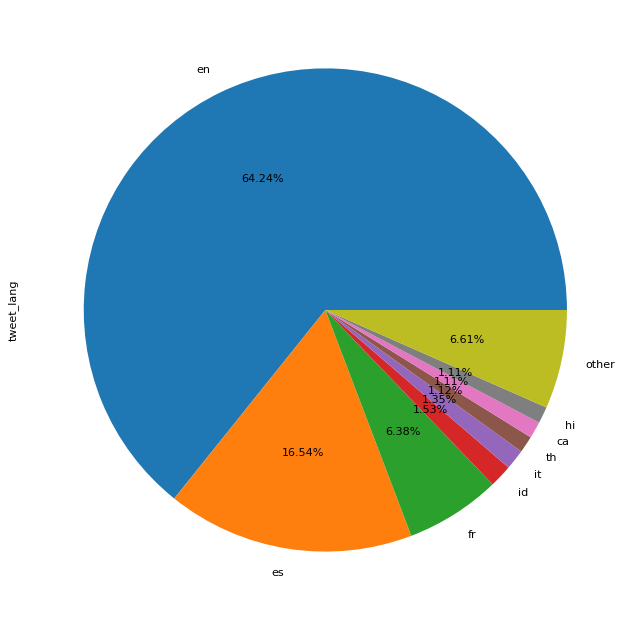 en
64.24%
tweet_lang
6.61%
other
1.11%
1.11%
1.12%
1.35%
1.53%
hi
ca
th
it
id
6.38%
16.54%
fr
es